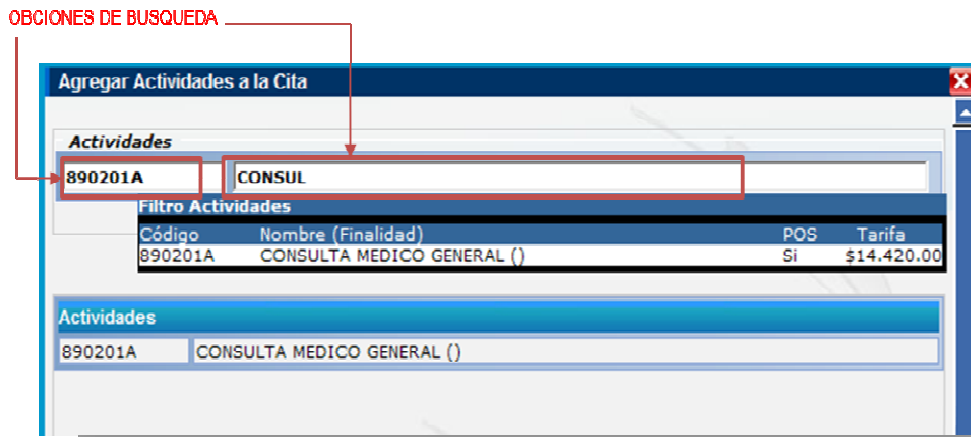 OBCIONES DE BUSQUEDA
Agregar Actividades a la Cita
Actividades
890201A CONSUL
Filtro Actividades
Código Nombre (Finalidad) POS Tarifa
890201A CONSULTA MEDICO GENERAL () Si $14.420.00
Actividades
890201A CONSULTA MEDICO GENERAL ()